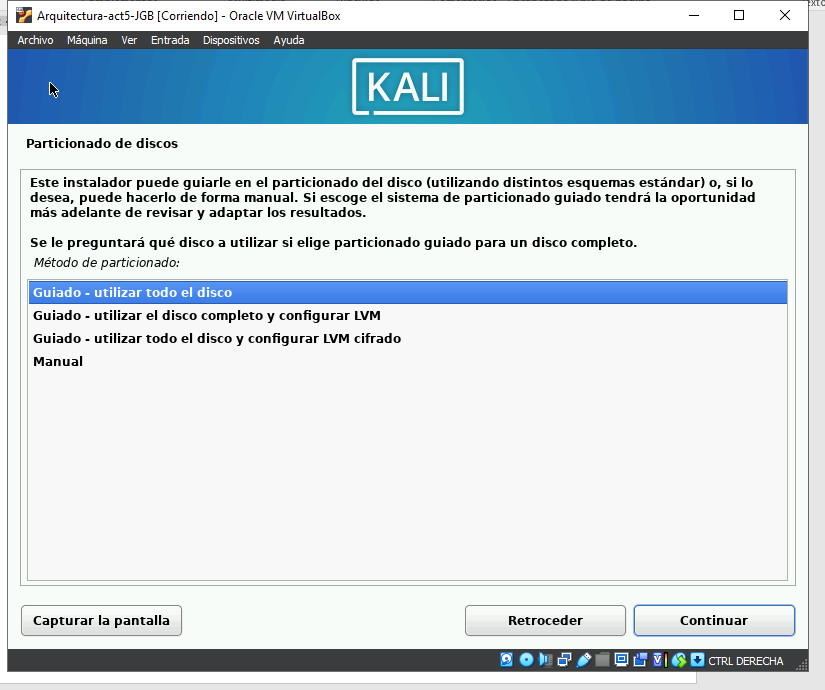 Arquitectura-act5-JGB [Corriendo] - Oracle VM VirtualBox
Archivo Máquina Ver Entrada Dispositivos Ayuda
KALI
Particionado de discos
Este instalador puede guiarle en el particionado del disco (utilizando distintos esquemas estándar) o, si lo
desea, puede hacerlo de forma manual. Si escoge el sistema de particionado guiado tendrá la oportunidad
más adelante de revisar y adaptar los resultados.
Se le preguntará qué disco a utilizar si elige particionado guiado para un disco completo.
Método de particionado:
Guiado - utilizar todo el disco
Guiado - utilizar el disco completo y configurar LVM
Guiado - utilizar todo el disco y configurar LVM cifrado
Manual
Capturar la pantalla Retroceder Continuar
CTRL DERECHA